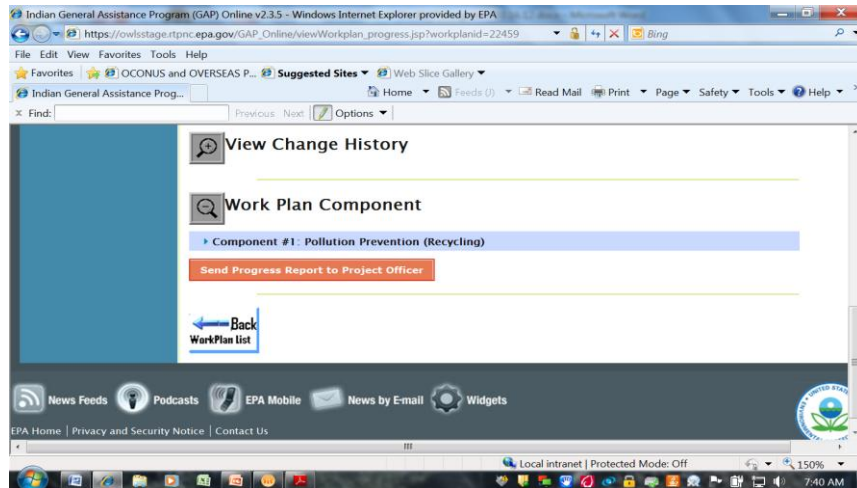 Indian General Assistance Program (GAP) Online v2.3.5 - Windows Internet Explorer provided by EPA
https://owlsstage.rtpnc.epa.gov/GAP_Online/viewWorkplan_progress.jsp?workplanid=22459
Bing
File Edit View Favorites Tools Help
Favorites OCONUS and OVERSEAS P... Suggested Sites Web Slice Gallery
Indian General Assistance Prog... Home Feeds (J) Read Mail Print Page Safety Tools Help
x Find: Previous Next Options
View Change History
Work Plan Component
Component #1: Pollution Prevention (Recycling)
Send Progress Report to Project Officer
Back
WorkPlan List
News Feeds Podcasts EPA Mobile News by E-mail Widgets
EPA Home | Privacy and Security Notice | Contact Us
Local intranet | Protected Mode: Off 150%
7:40 AM